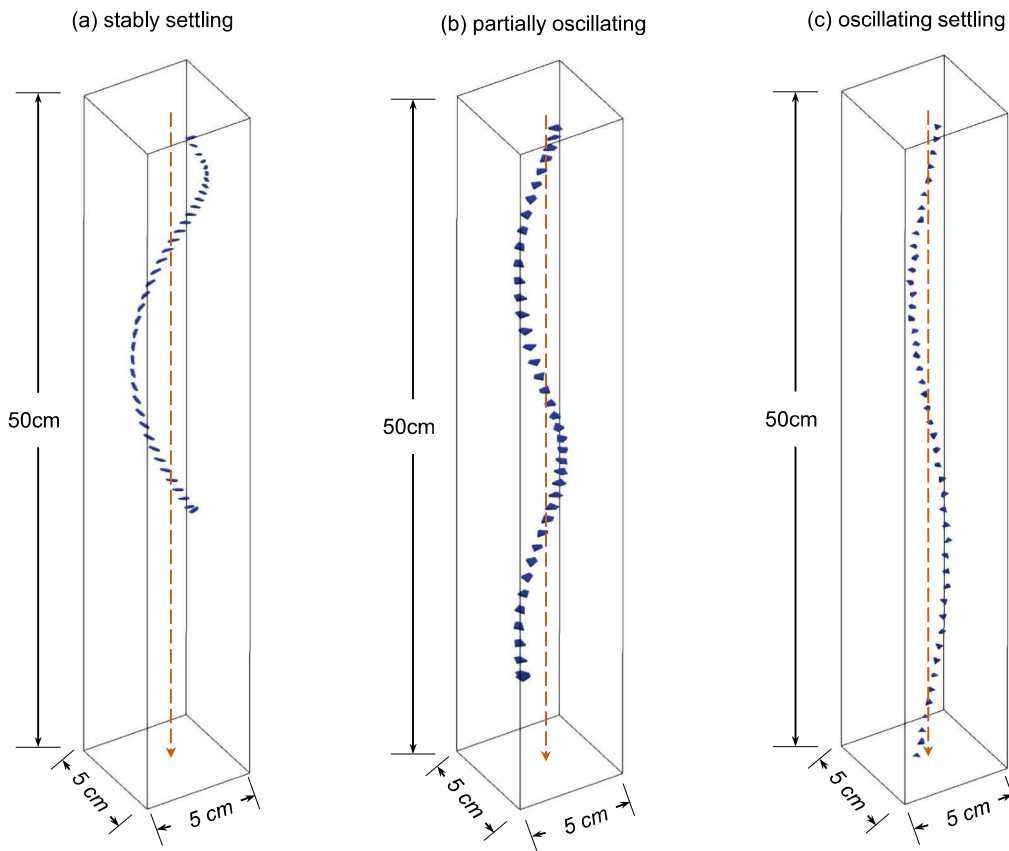 (a) stably settling
(b) partially oscillating
(c) oscillating settling
50cm
50cm
50cm
5 cm
5 cm
5 cm
5 cm
5 cm
5 cm